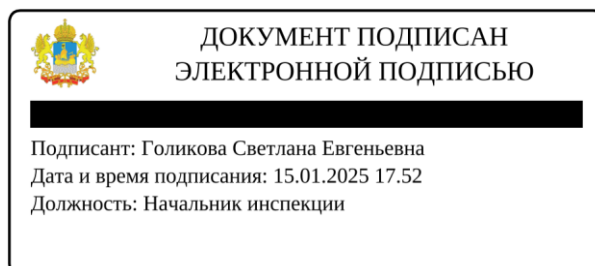 ДОКУМЕНТ ПОДПИСАН
ЭЛЕКТРОННОЙ ПОДПИСЬЮ
Подписант: Голикова Светлана Евгеньевна
Дата и время подписания: 15.01.2025 17.52
Должность: Начальник инспекции